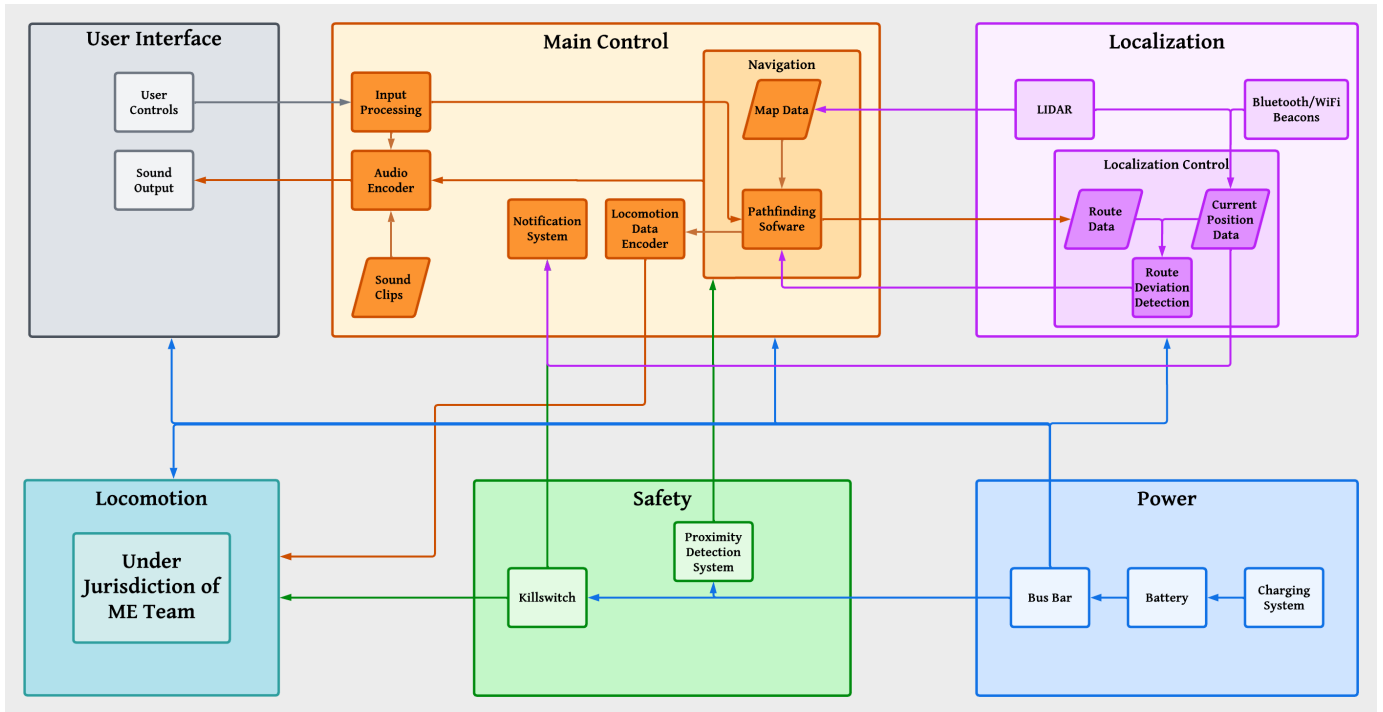 User Interface
User
Controls
Sound
Output
Main Control
Input
Processing
Audio
Encoder
Sound
Clips
Notification
System
Locomotion
Data
Encoder
Navigation
Map Data
Pathfinding
Sofware
Localization
LIDAR
Bluetooth/WiFi
Beacons
Localization Control
Route
Data
Current
Position
Data
Route
Deviation
Detection
Locomotion
Under
Jurisdiction of
ME Team
Safety
Proximity
Detection
System
Killswitch
Power
Bus Bar
Battery
Charging
System